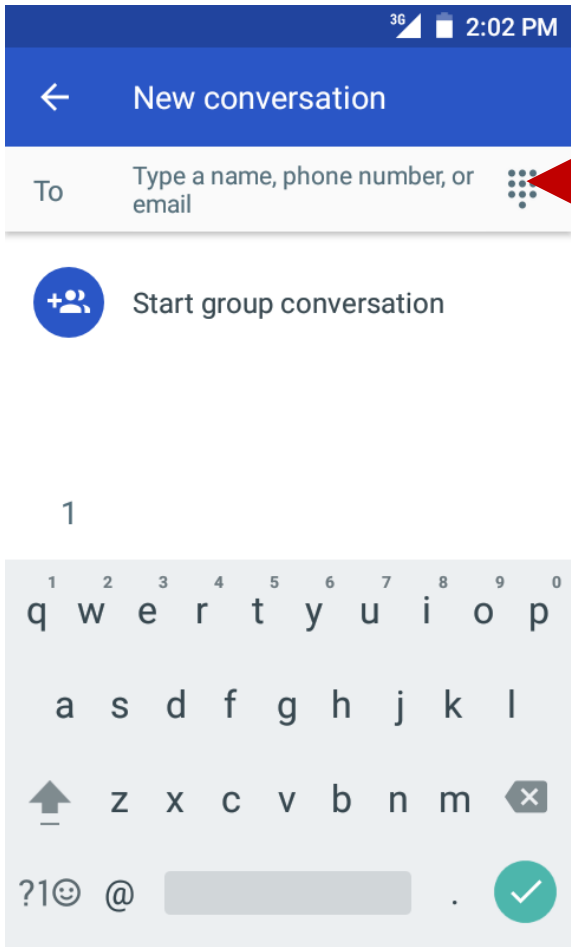 3G 2:02 PM
New conversation
To
Type a name, phone number, or
email
Start group conversation
1
1 2 3 4 5 6 7 8 9 0
q w e r t y u i o p
a s d f g h j k l
z x c v b n m
?1☺ @ .